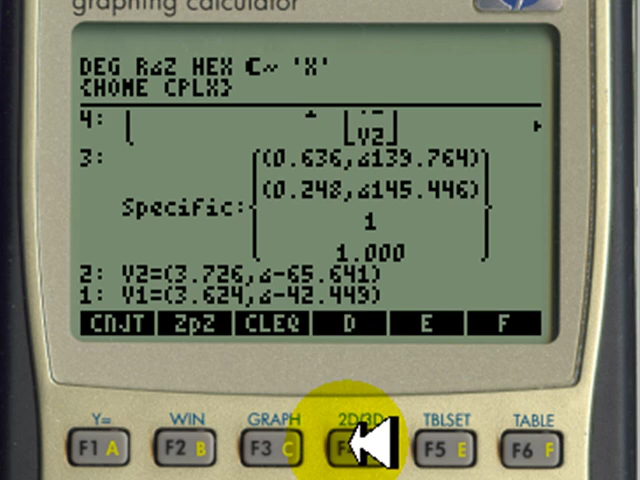 graphing calculator
DEG R∡Z HEX C~ 'X'
{HOME CPLX}
4:
V2
3:
(0.636,∡139.764)
(0.248,∡145.446)
Specific:
1
1.000
2: V2=(3.726,∡-65.641)
1: V1=(3.624,∡-42.449)
CNJT ZpZ CLEQ D E F
Y= WIN GRAPH 2D/3D TBLSET TABLE
F1 A F2 B F3 C F5 E F6 F